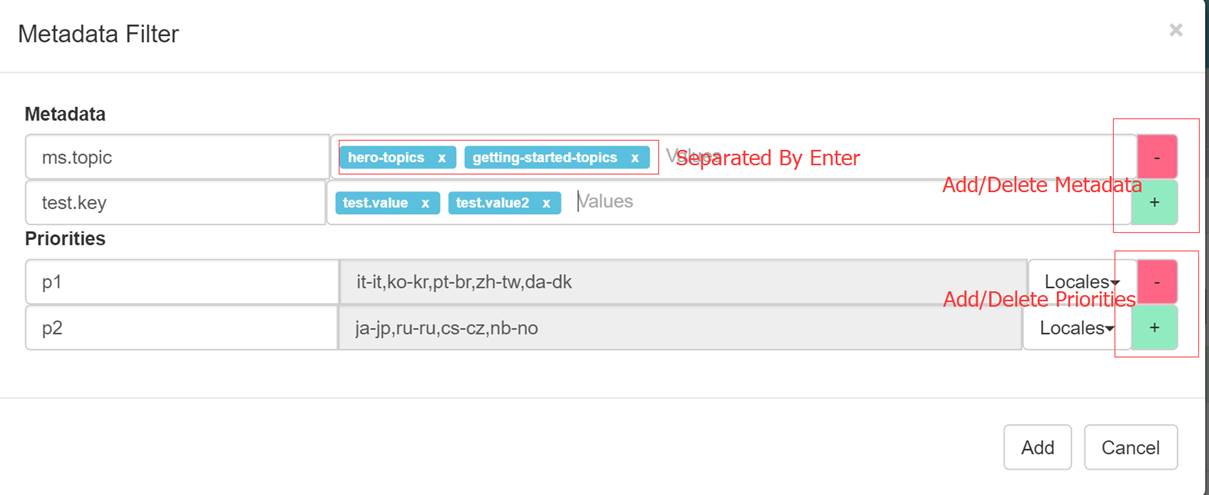 Metadata Filter ×
Metadata
ms.topic hero-topics x getting-started-topics x Values Separated By Enter -
Add/Delete Metadata
test.key test.value x test.value2 x Values +
Priorities
p1 it-it,ko-kr,pt-br,zh-tw,da-dk Locales -
Add/Delete Priorities
p2 ja-jp,ru-ru,cs-cz,nb-no Locales +
Add Cancel